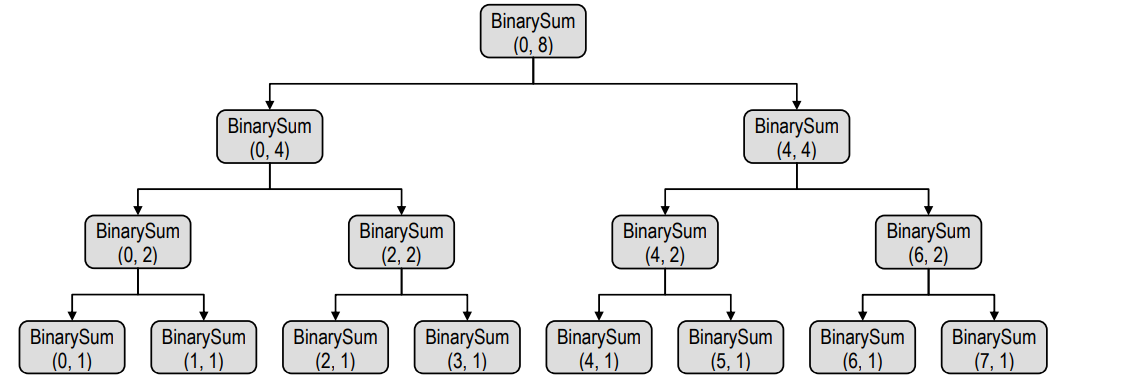 BinarySum
(0, 8)
BinarySum
(0, 4)
BinarySum
(4, 4)
BinarySum
(0, 2)
BinarySum
(2, 2)
BinarySum
(4, 2)
BinarySum
(6, 2)
BinarySum
(0, 1)
BinarySum
(1, 1)
BinarySum
(2, 1)
BinarySum
(3, 1)
BinarySum
(4, 1)
BinarySum
(5, 1)
BinarySum
(6, 1)
BinarySum
(7, 1)